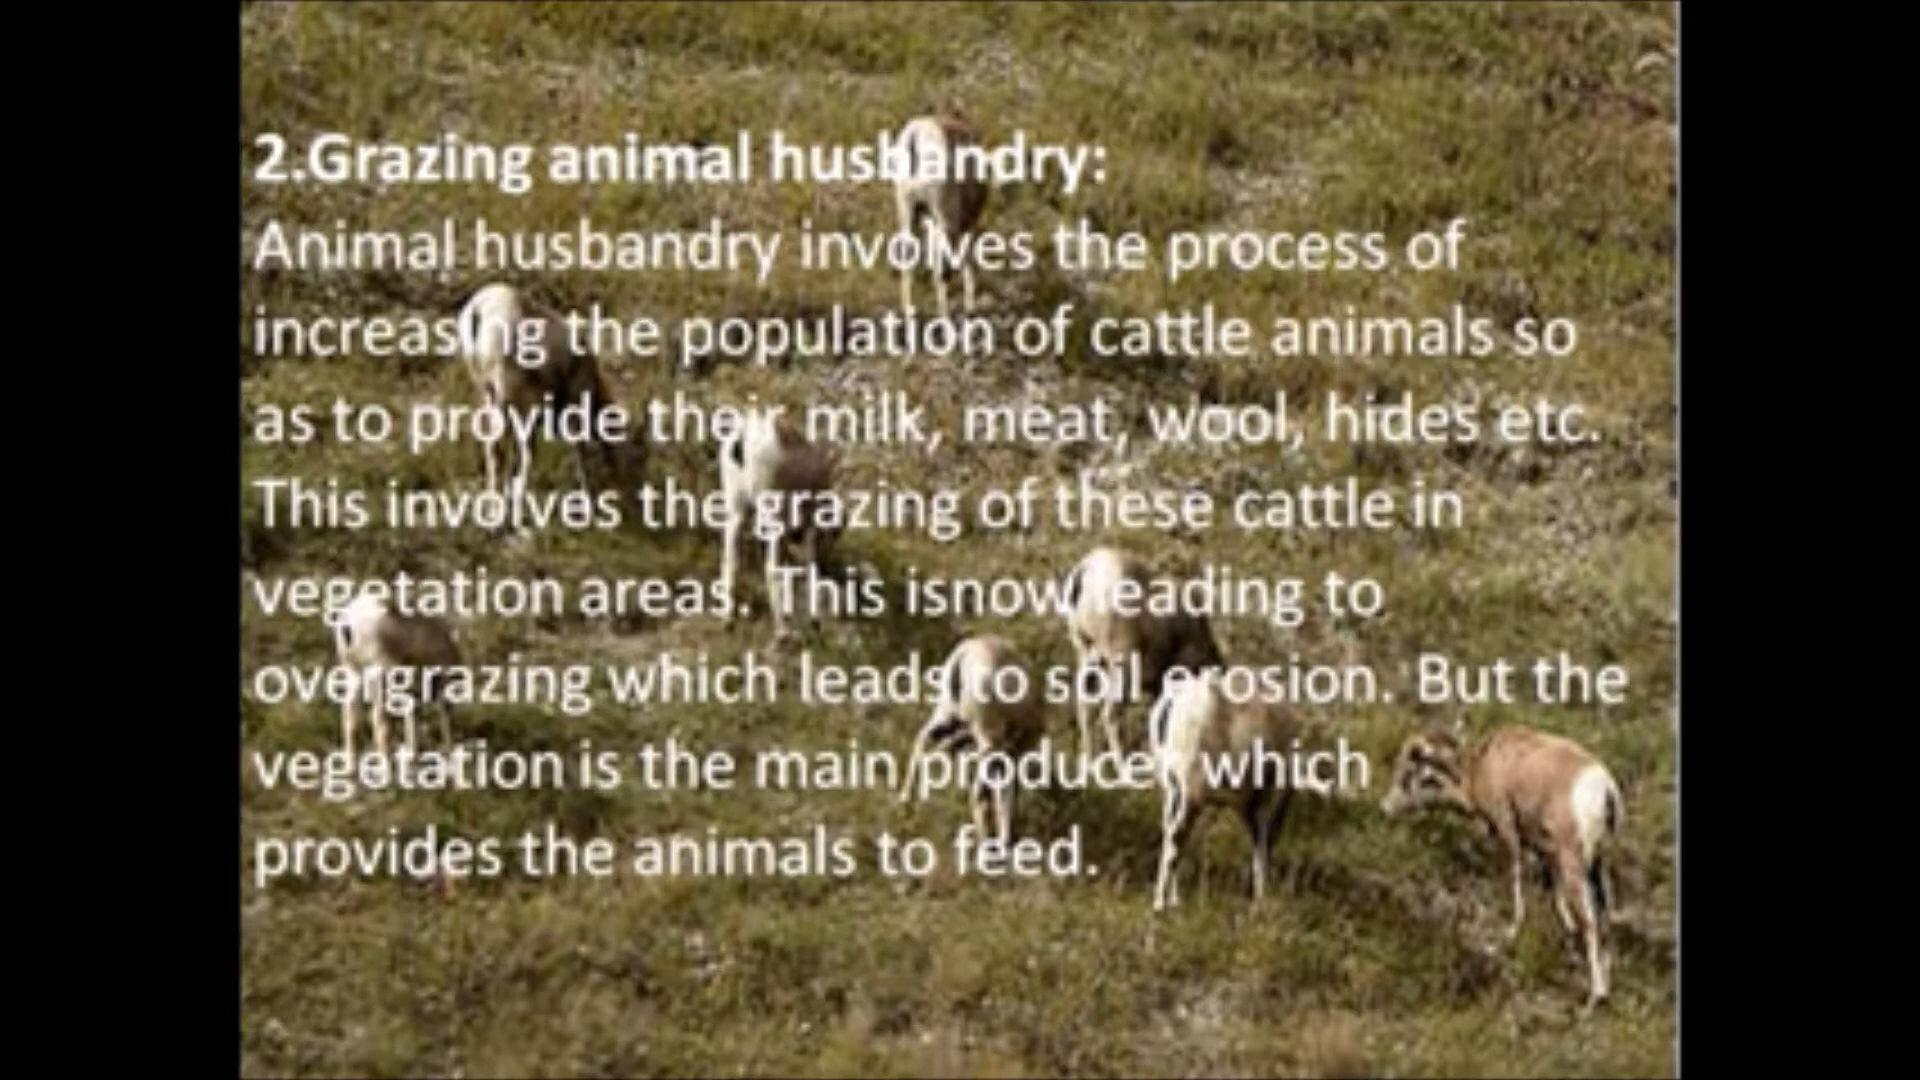 2.Grazing animal husbandry:
Animal husbandry involves the process of
increasing the population of cattle animals so
as to provide their milk, meat, wool, hides etc.
This involves the grazing of these cattle in
vegetation areas. This isnow leading to
overgrazing which leads to soil erosion. But the
vegetation is the main producer which
provides the animals to feed.